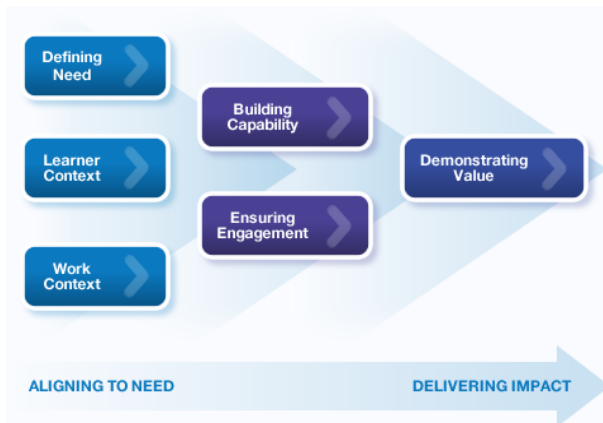 Defining
Need
Learner
Context
Work
Context
Building
Capability
Ensuring
Engagement
Demonstrating
Value
ALIGNING TO NEED
DELIVERING IMPACT